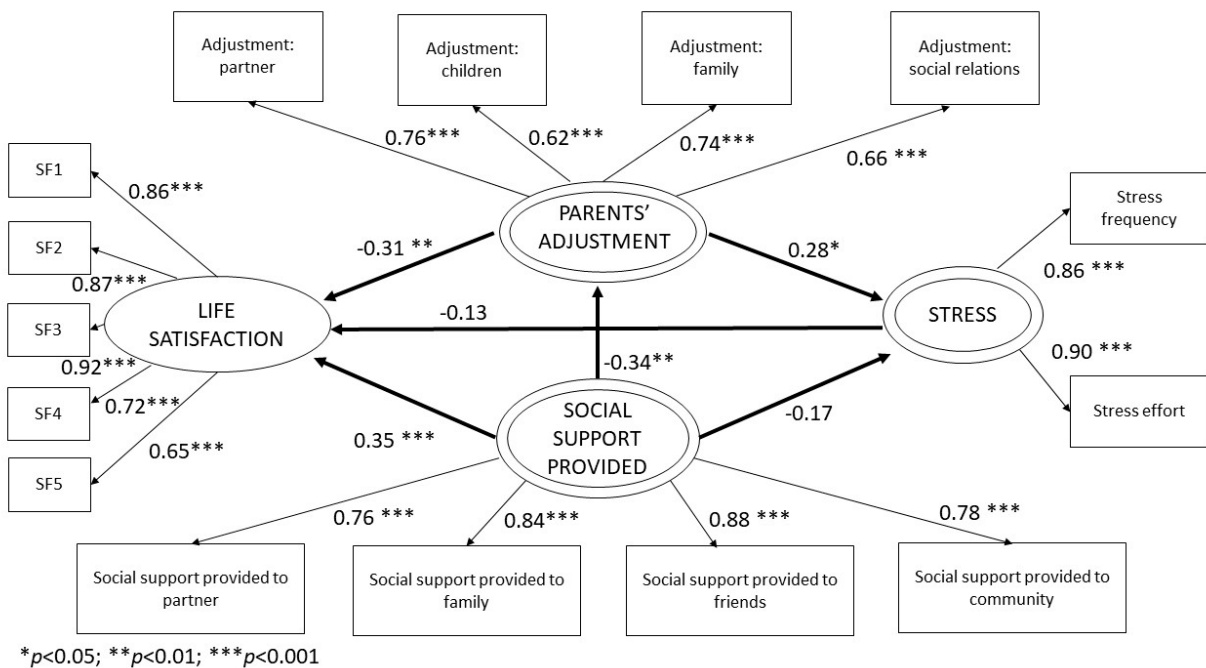 Adjustment:
partner
Adjustment:
children
Adjustment:
family
Adjustment:
social relations
0.76***
0.62***
0.74***
0.66 ***
SF1
0.86***
SF2
0.87***
SF3
0.92***
SF4
0.72***
SF5
0.65***
PARENTS’
ADJUSTMENT
-0.31 **
0.28*
Stress
frequency
0.86 ***
LIFE
SATISFACTION
-0.13
STRESS
-0.34**
0.90 ***
Stress effort
0.35 ***
SOCIAL
SUPPORT
PROVIDED
-0.17
0.76 ***
0.84***
0.88 ***
0.78 ***
Social support provided to
partner
Social support provided to
family
Social support provided to
friends
Social support provided to
community
*p<0.05; **p<0.01; ***p<0.001